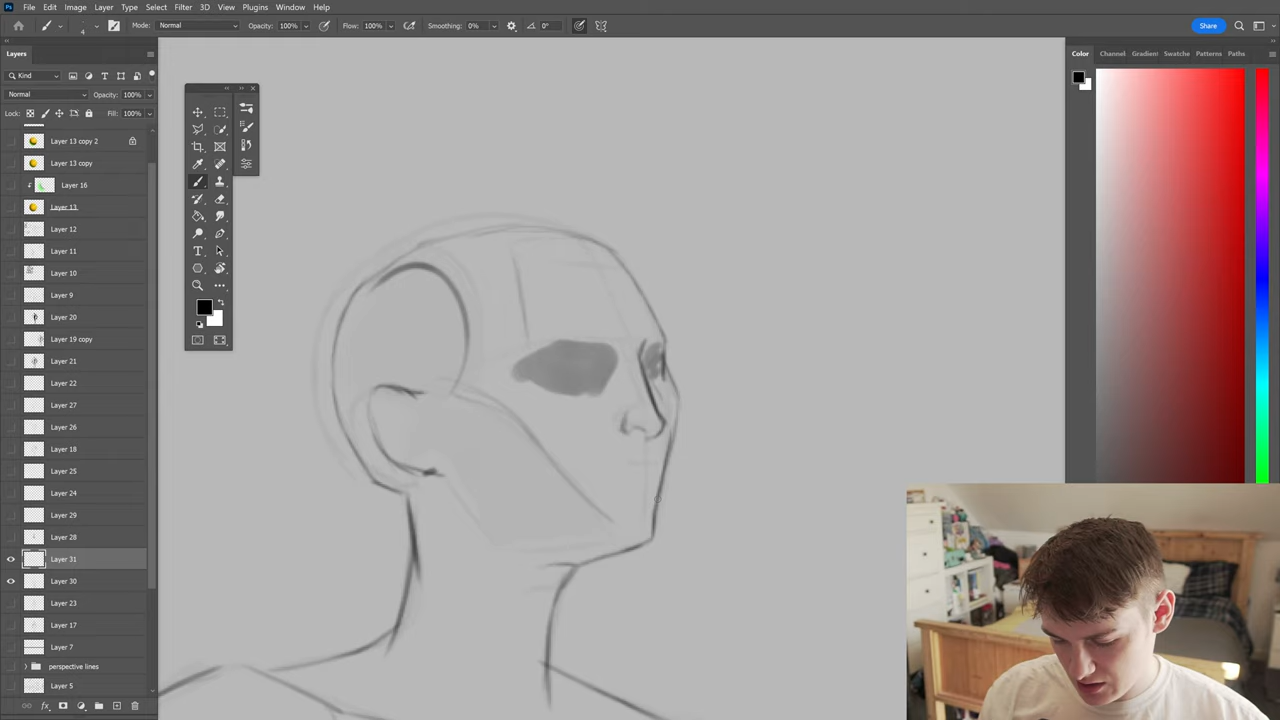 Ps File Edit Image Layer Type Select Filter 3D View Plugins Window Help
4 Mode: Normal Opacity: 100% Flow: 100% Smoothing: 0% 0° Share
Layers
Kind
Normal Opacity: 100%
Lock: Fill: 100%
Layer 13 copy 2
Layer 13 copy
Layer 16
Layer 13
Layer 12
Layer 11
Layer 10
Layer 9
Layer 20
Layer 19 copy
Layer 21
Layer 22
Layer 27
Layer 26
Layer 18
Layer 25
Layer 24
Layer 29
Layer 28
Layer 31
Layer 30
Layer 23
Layer 17
Layer 7
perspective lines
Layer 5
fx
T
Color Channel Gradient Swatche Patterns Paths